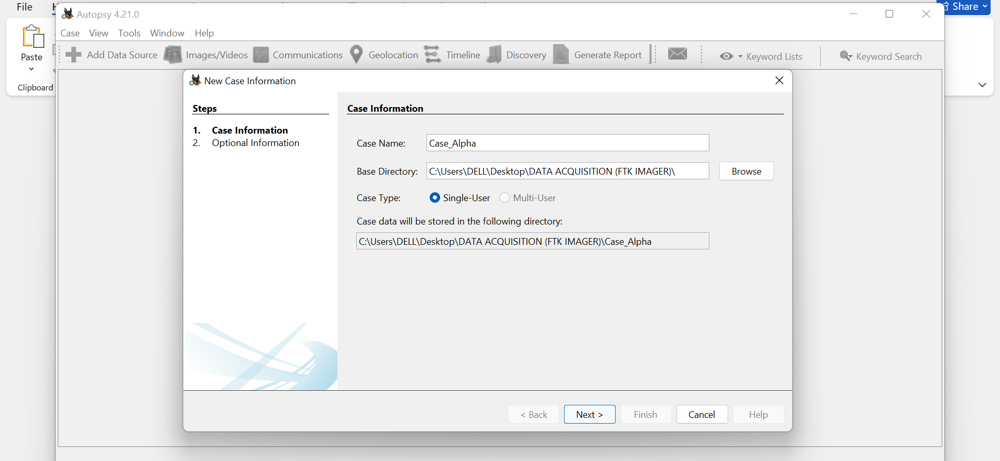 File
Share
Paste
Clipboard
Autopsy 4.21.0
Case View Tools Window Help
Add Data Source Images/Videos Communications Geolocation Timeline Discovery Generate Report Keyword Lists Keyword Search
New Case Information
Steps
1. Case Information
2. Optional Information
Case Information
Case Name: Case_Alpha
Base Directory: C:\Users\DELL\Desktop\DATA ACQUISITION (FTK IMAGER)\ Browse
Case Type: Single-User Multi-User
Case data will be stored in the following directory:
C:\Users\DELL\Desktop\DATA ACQUISITION (FTK IMAGER)\Case_Alpha
< Back Next > Finish Cancel Help